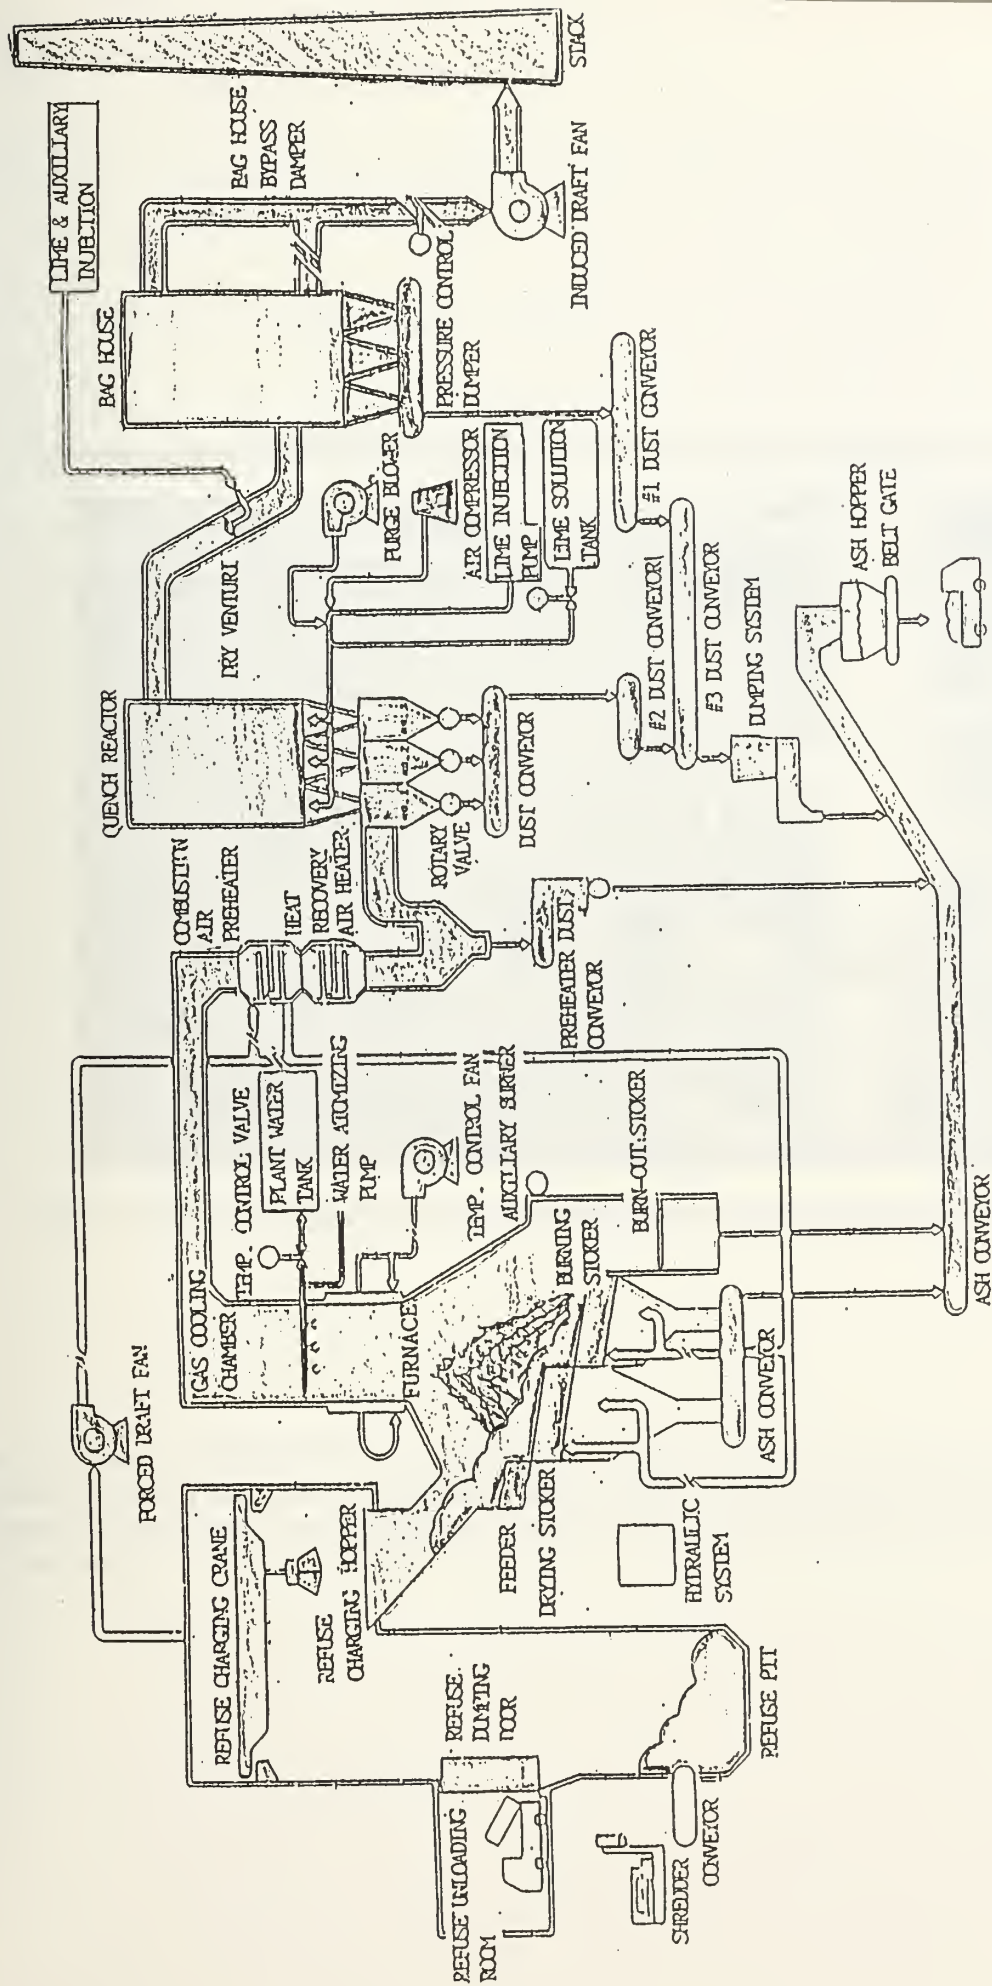 REFUSE UNLOADING
ROOM
REFUSE CHARGING CRANE
REFUSE
CHARGING HOPPER
REFUSE
DUMPING
DOOR
SHREDDER
CONVEYOR
REFUSE PIT
FORCED DRAFT FAN
FEEDER
DRYING STOKER
HYDRAULIC
SYSTEM
GAS COOLING
CHAMBER
TEMP. CONTROL VALVE
PLANT WATER
TANK
WATER ATOMIZING
PUMP
FURNACE
TEMP. CONTROL FAN
AUXILIARY BURNER
BURNING
STOKER
BURN-OUT STOKER
ASH CONVEYOR
ASH CONVEYOR
COMBUSTION
AIR
PREHEATER
HEAT
RECOVERY
AIR HEATER
PREHEATER DUST
CONVEYOR
QUENCH REACTOR
ROTARY
VALVE
DUST CONVEYOR
DRY VENTURI
PURGE BLOWER
AIR COMPRESSOR
LIME INJECTION
PUMP
LIME SOLUTION
TANK
#2 DUST CONVEYOR
#3 DUST CONVEYOR
#1 DUST CONVEYOR
DUMPING SYSTEM
ASH HOPPER
BELT GATE
BAG HOUSE
LIME & AUXILLIARY
INJECTION
BAG HOUSE
BYPASS
DAMPER
PRESSURE CONTROL
DUMPER
INDUCED DRAFT FAN
STACK